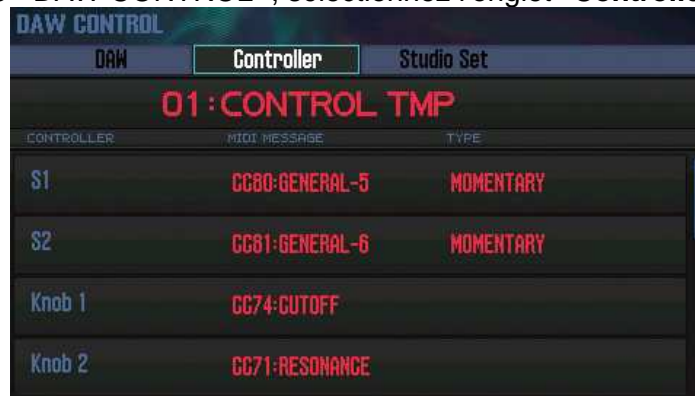 DAW CONTROL
DAW Controller Studio Set
01:CONTROL TMP
CONTROLLER MIDI MESSAGE TYPE
S1 CC80:GENERAL-5 MOMENTARY
S2 CC81:GENERAL-6 MOMENTARY
Knob 1 CC74:CUTOFF
Knob 2 CC71:RESONANCE